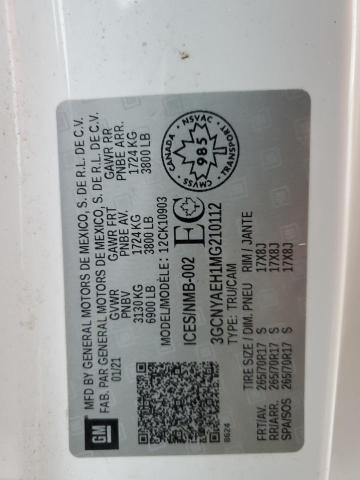 MFD BY GENERAL MOTORS DE MEXICO, S. DE R.L. DE C.V.
FAB. PAR GENERAL MOTORS DE MEXICO, S. DE R.L. DE C.V.
01/21
GVWR GAWR FRT GAWR RR
PNBV PNBE AV. PNBE ARR.
3130 KG 1724 KG 1724 KG
6900 LB 3800 LB 3800 LB
MODEL/MODÈLE: 12CK10903
GM
NSVAC
CANADA
985
TRANSPORT
CMVSS
ICES/NMB-002
EC
3GCNYAEH1MG210112
TYPE: TRU/CAM
TIRE SIZE / DIM. PNEU RIM / JANTE
FRT/AV. 265/70R17 S 17X8J
RR/ARR. 265/70R17 S 17X8J
SPA/SOS 265/70R17 S 17X8J
8624